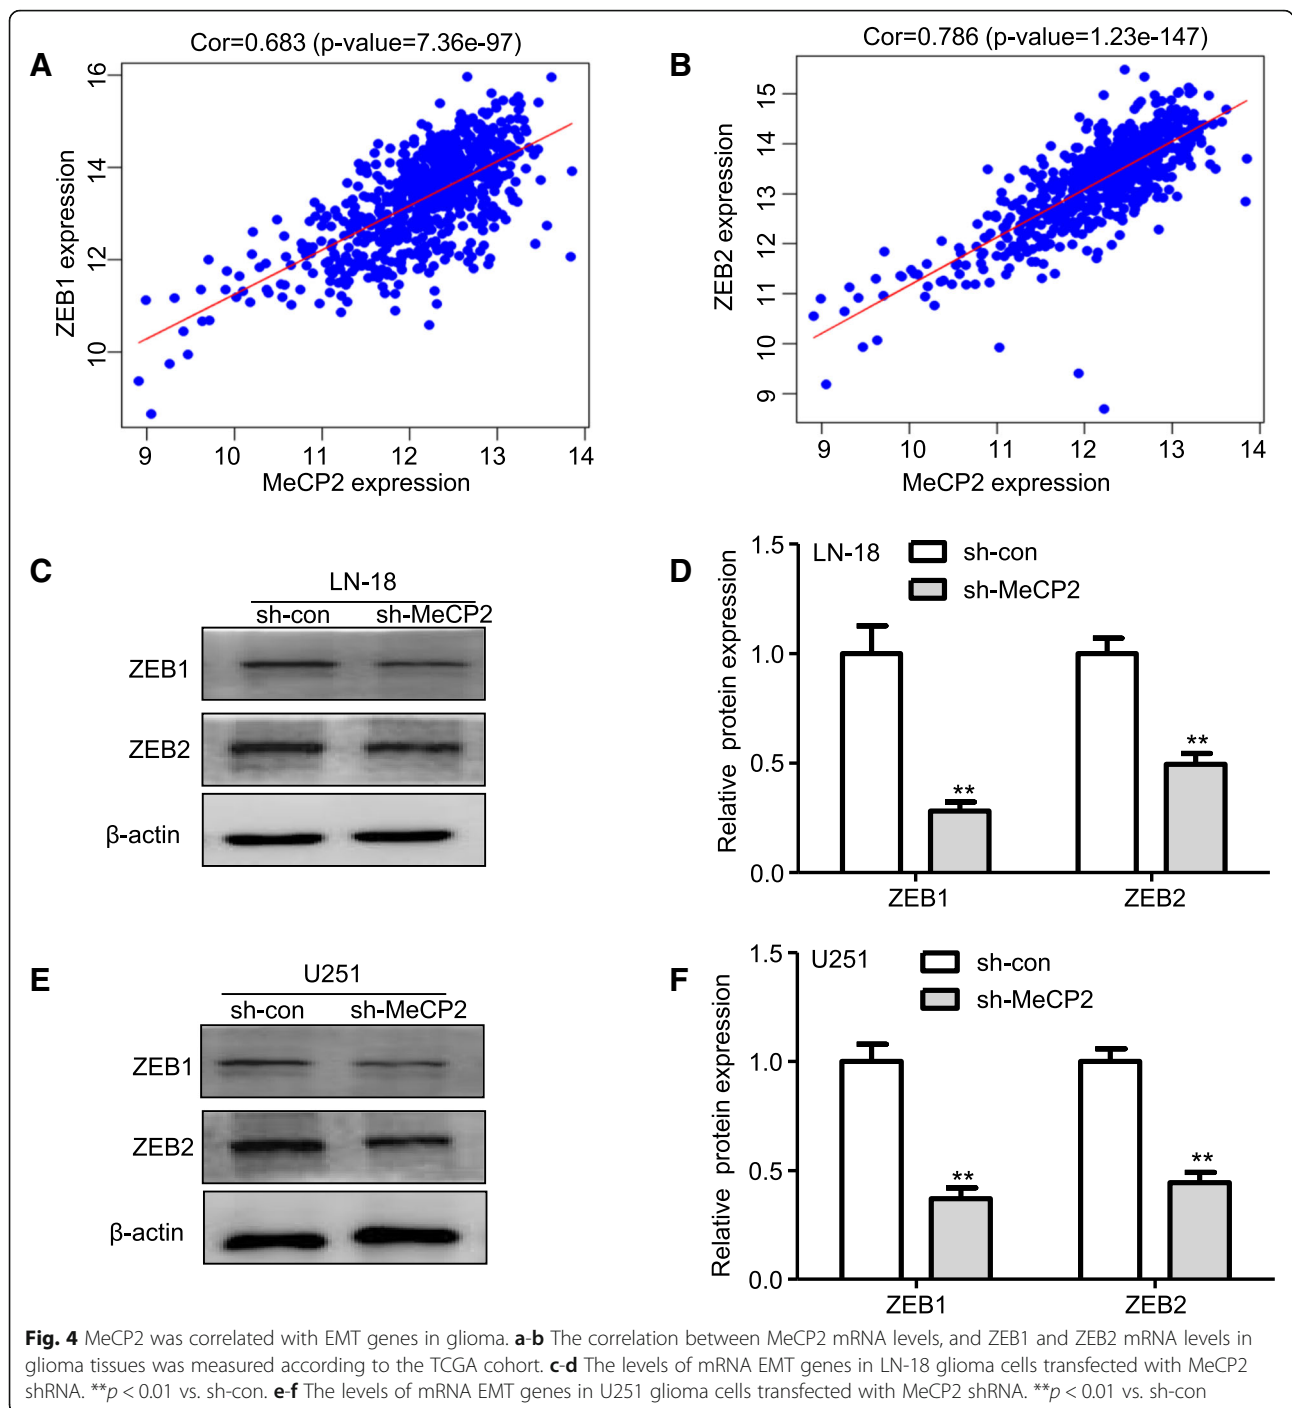 A
Cor=0.683 (p-value=7.36e-97)
ZEB1 expression
16
14
12
10
9 10 11 12 13 14
MeCP2 expression
B
Cor=0.786 (p-value=1.23e-147)
ZEB2 expression
15
14
13
12
11
10
9
9 10 11 12 13 14
MeCP2 expression
C
LN-18
sh-con sh-MeCP2
ZEB1
ZEB2
β-actin
D
LN-18
sh-con
sh-MeCP2
Relative protein expression
1.5
1.0
0.5
0.0
**
**
ZEB1 ZEB2
E
U251
sh-con sh-MeCP2
ZEB1
ZEB2
β-actin
F
U251
sh-con
sh-MeCP2
Relative protein expression
1.5
1.0
0.5
0.0
**
**
ZEB1 ZEB2
Fig. 4 MeCP2 was correlated with EMT genes in glioma. a-b The correlation between MeCP2 mRNA levels, and ZEB1 and ZEB2 mRNA levels in
glioma tissues was measured according to the TCGA cohort. c-d The levels of mRNA EMT genes in LN-18 glioma cells transfected with MeCP2
shRNA. **p < 0.01 vs. sh-con. e-f The levels of mRNA EMT genes in U251 glioma cells transfected with MeCP2 shRNA. **p < 0.01 vs. sh-con